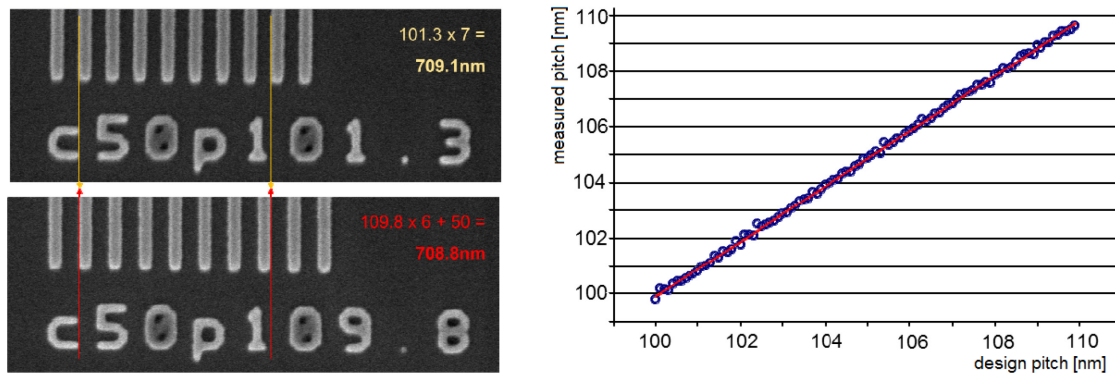 101.3 x 7 =
709.1nm
c50p101.3
109.8 x 6 + 50 =
708.8nm
c50p109.8
measured pitch [nm]
110
108
106
104
102
100
100
102
104
106
108
110
design pitch [nm]